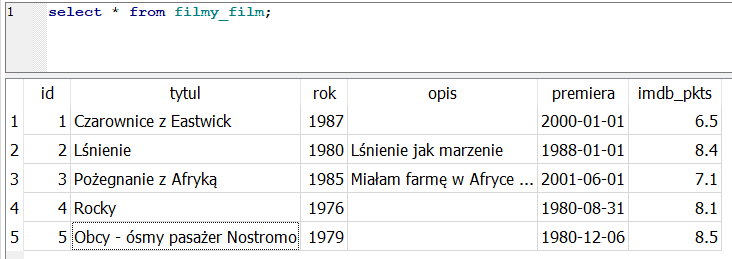 1 select * from filmy_film;
id tytul rok opis premiera imdb_pkts
1 1 Czarownice z Eastwick 1987 2000-01-01 6.5
2 2 Lśnienie 1980 Lśnienie jak marzenie 1988-01-01 8.4
3 3 Pożegnanie z Afryką 1985 Miałam farmę w Afryce ... 2001-06-01 7.1
4 4 Rocky 1976 1980-08-31 8.1
5 5 Obcy - ósmy pasażer Nostromo 1979 1980-12-06 8.5